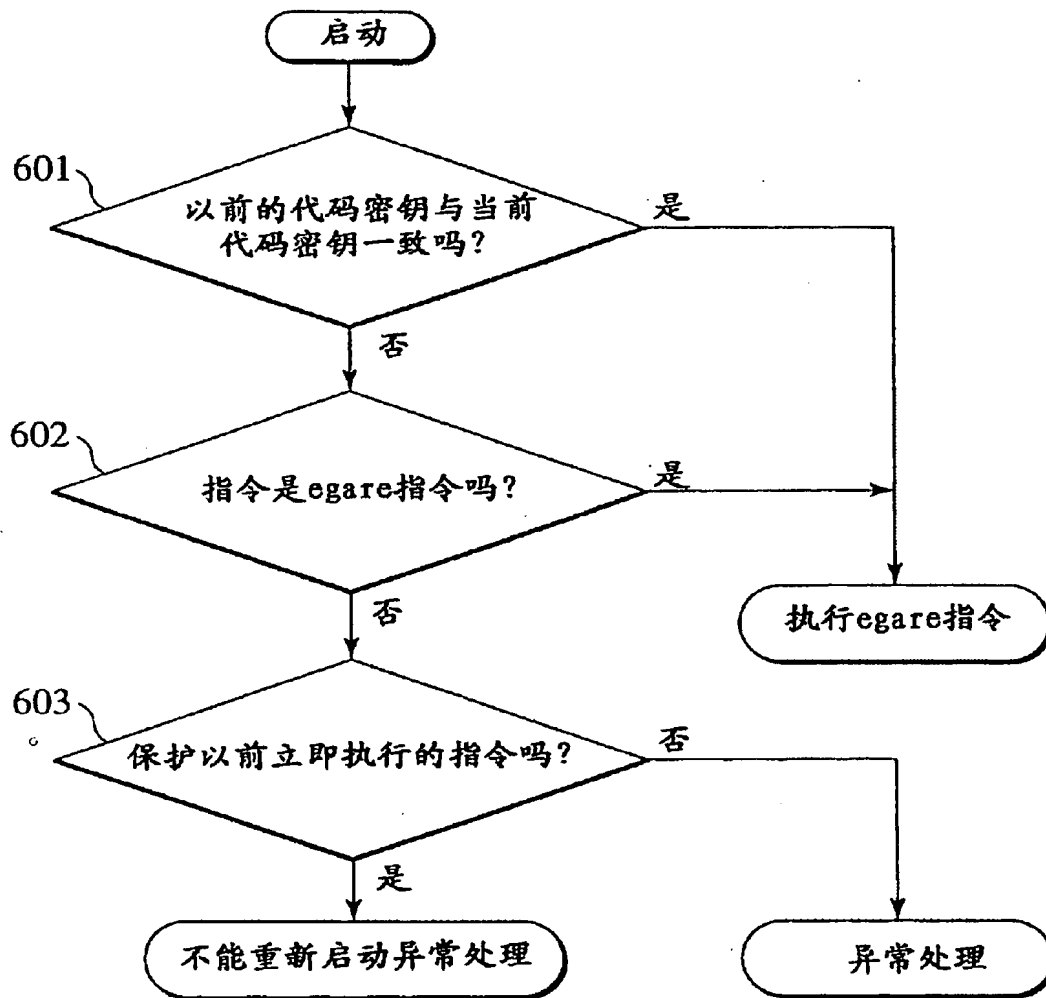 启动
601
以前的代码密钥与当前
代码密钥一致吗?
是
否
602
指令是egare指令吗?
是
否
执行egare指令
603
保护以前立即执行的指令吗?
否
是
不能重新启动异常处理
异常处理